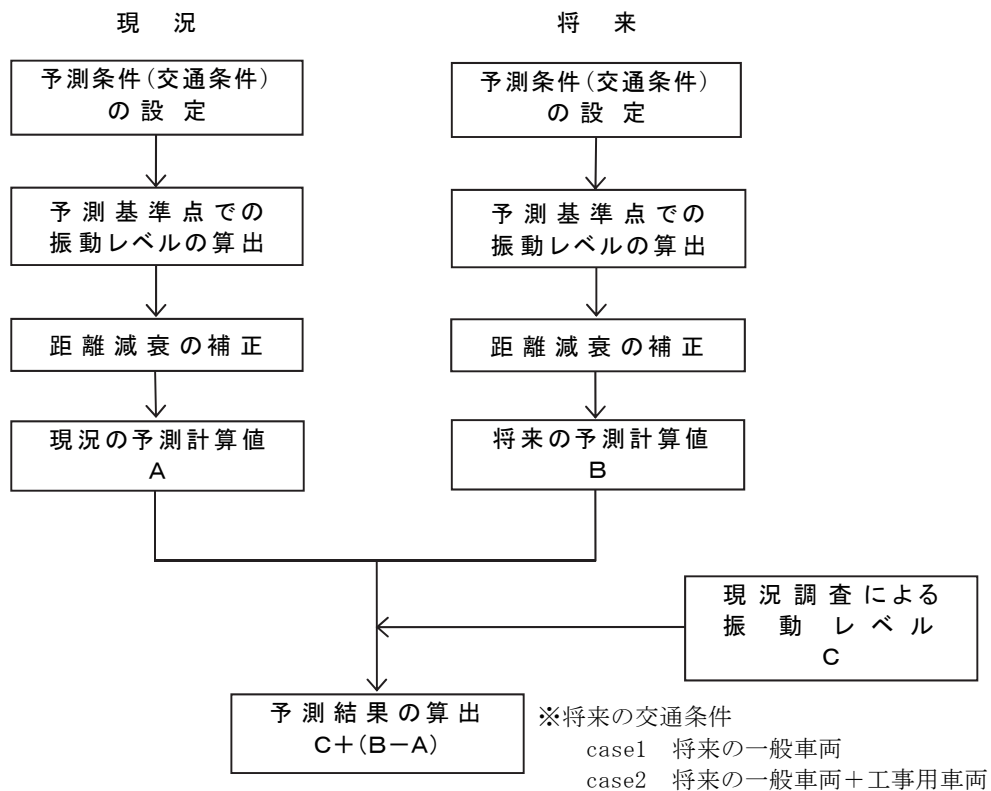 現 況
将 来
予測条件(交通条件)
の 設 定
予測条件(交通条件)
の 設 定
予測基準点での
振動レベルの算出
予測基準点での
振動レベルの算出
距離減衰の補正
距離減衰の補正
現況の予測計算値
A
将来の予測計算値
B
現況調査による
振 動 レ ベ ル
C
予測結果の算出
C+(B-A)
※将来の交通条件
case1 将来の一般車両
case2 将来の一般車両+工事用車両